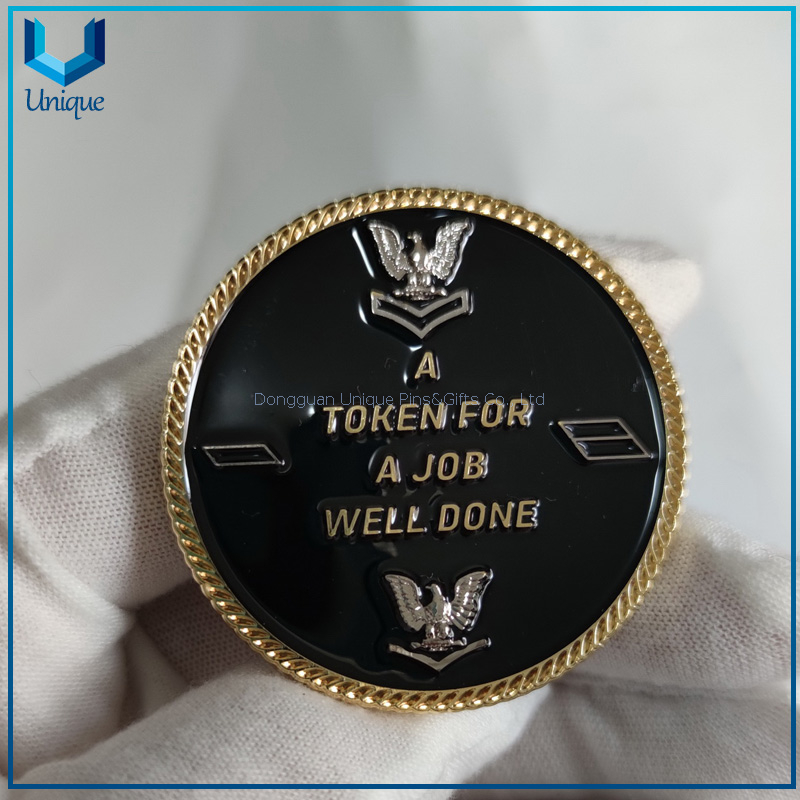 Unique
A
Dongguan Unique Pins&Gifts Co., Ltd
TOKEN FOR
A JOB
WELL DONE